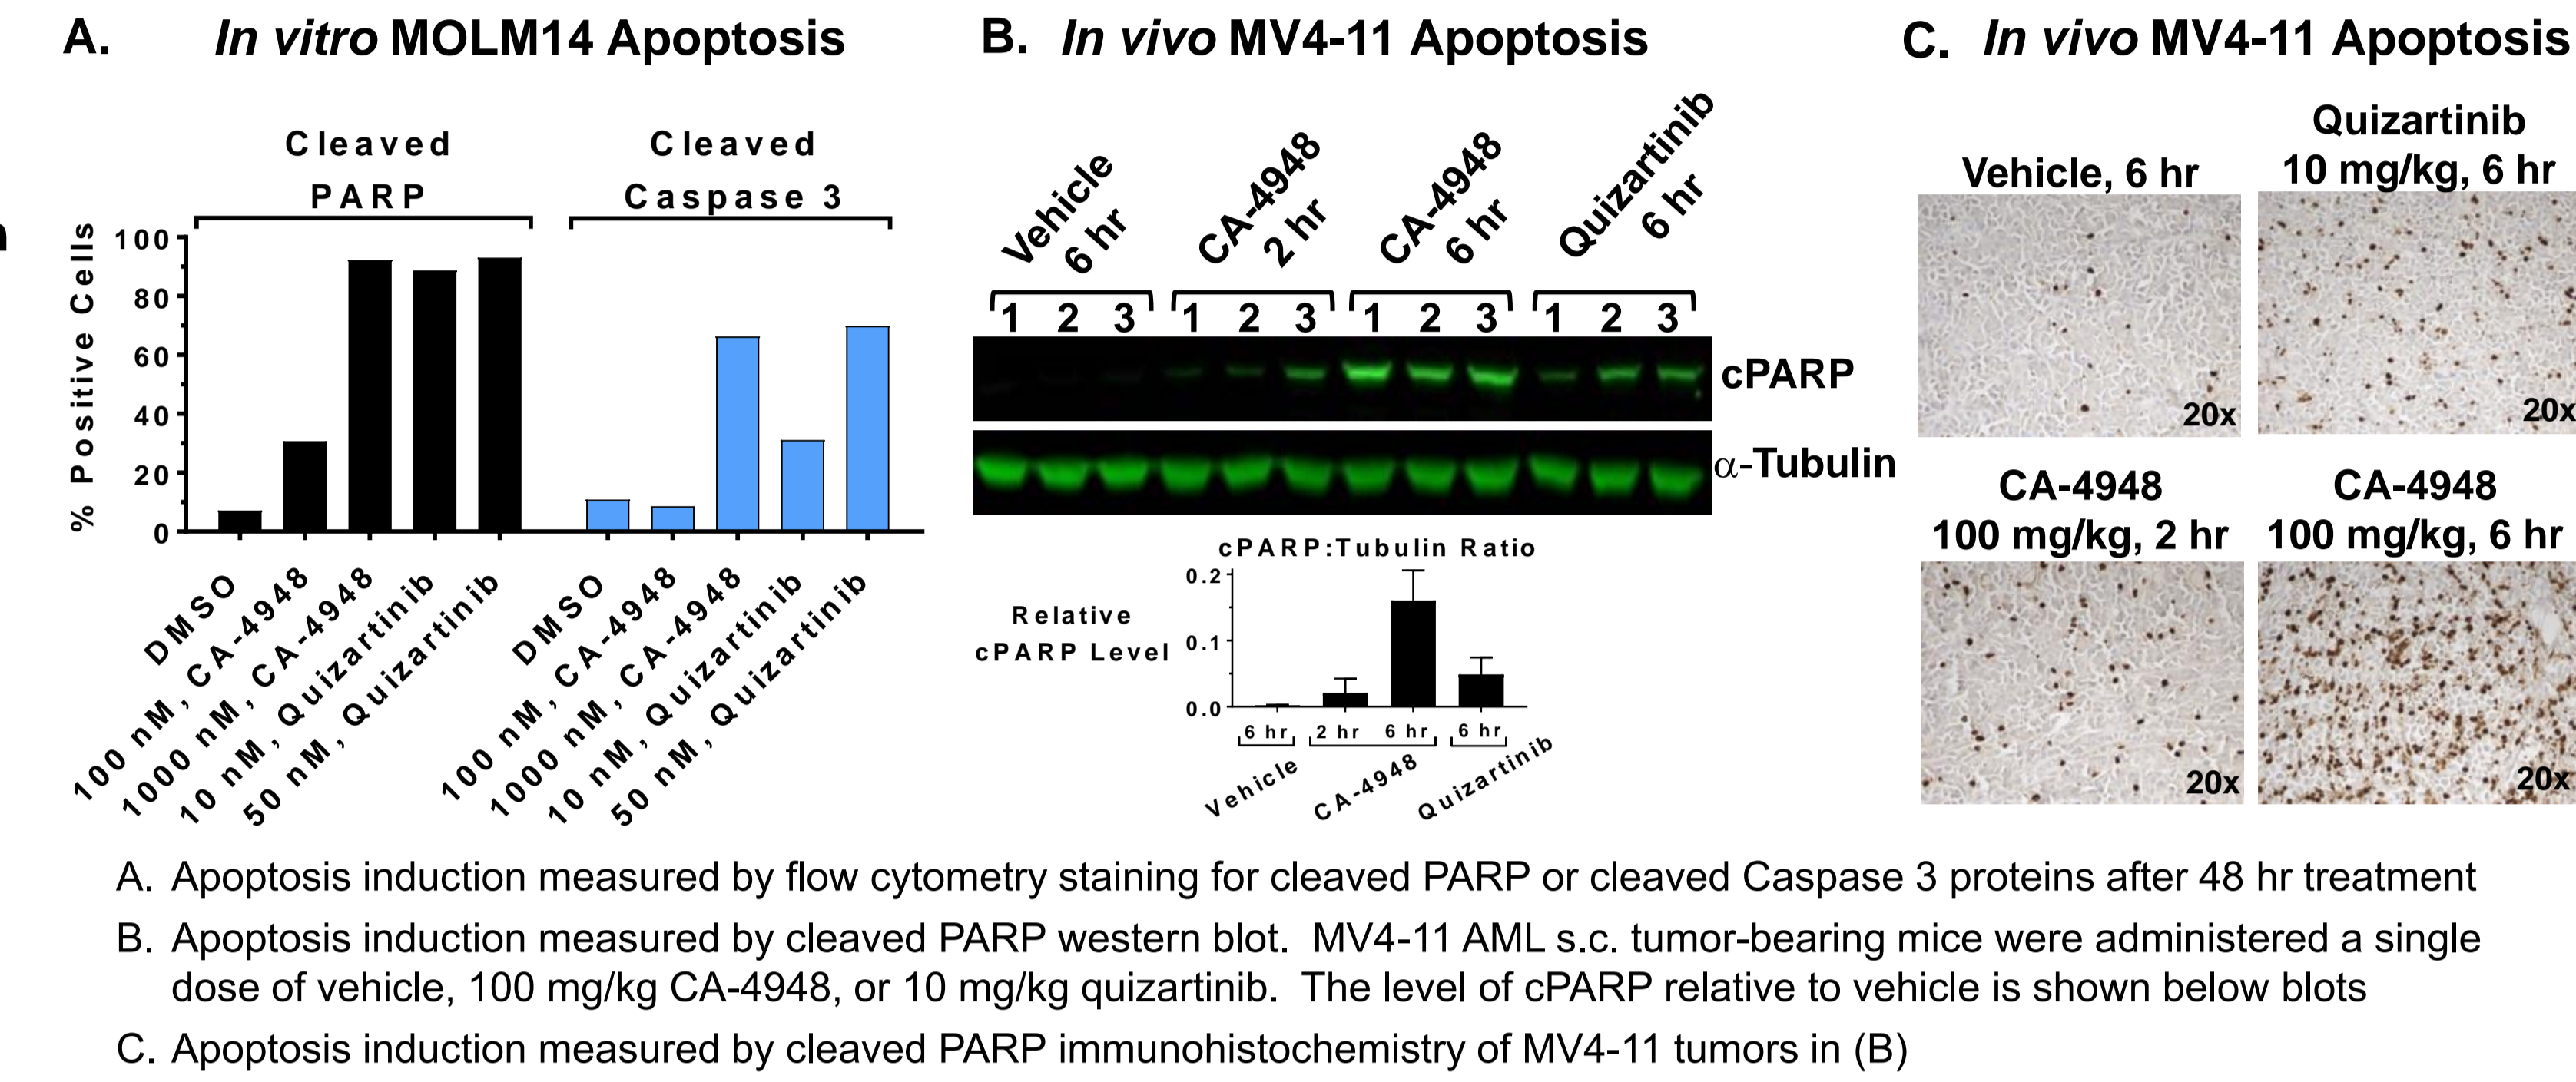 A. In vitro MOLM14 Apoptosis
Cleaved
PARP
Cleaved
Caspase 3
% Positive Cells
100
80
60
40
20
0
DMSO
100 nM, CA-4948
1000 nM, CA-4948
10 nM, Quizartinib
50 nM, Quizartinib
DMSO
100 nM, CA-4948
1000 nM, CA-4948
10 nM, Quizartinib
50 nM, Quizartinib
B. In vivo MV4-11 Apoptosis
Vehicle
6 hr
CA-4948
2 hr
CA-4948
6 hr
Quizartinib
6 hr
1 2 3 1 2 3 1 2 3 1 2 3
cPARP
α-Tubulin
cPARP:Tubulin Ratio
Relative
cPARP Level
0.2
0.1
0.0
6 hr 2 hr 6 hr 6 hr
Vehicle
CA-4948
Quizartinib
C. In vivo MV4-11 Apoptosis
Vehicle, 6 hr
20x
Quizartinib
10 mg/kg, 6 hr
20x
CA-4948
100 mg/kg, 2 hr
20x
CA-4948
100 mg/kg, 6 hr
20x
A. Apoptosis induction measured by flow cytometry staining for cleaved PARP or cleaved Caspase 3 proteins after 48 hr treatment
B. Apoptosis induction measured by cleaved PARP western blot. MV4-11 AML s.c. tumor-bearing mice were administered a single
dose of vehicle, 100 mg/kg CA-4948, or 10 mg/kg quizartinib. The level of cPARP relative to vehicle is shown below blots
C. Apoptosis induction measured by cleaved PARP immunohistochemistry of MV4-11 tumors in (B)